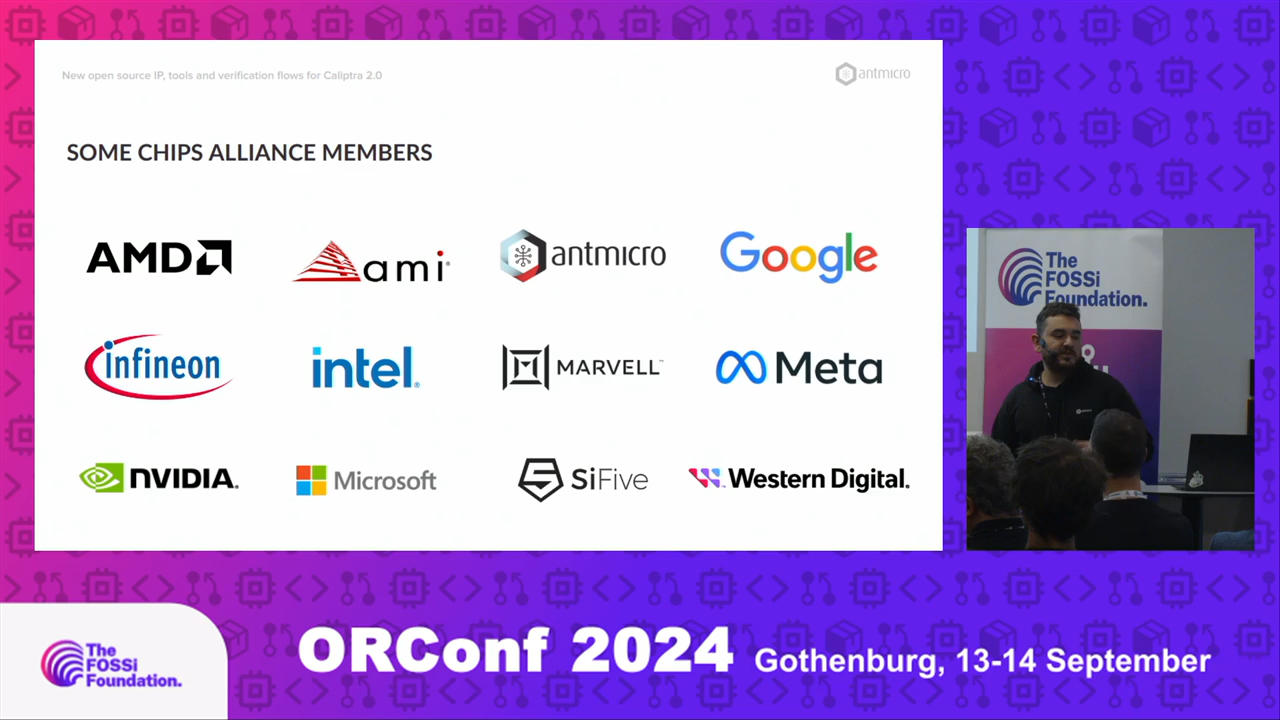 New open source IP, tools and verification flows for Caliptra 2.0
antmicro
SOME CHIPS ALLIANCE MEMBERS
AMD
ami
antmicro
Google
infineon
intel
MARVELL
Meta
NVIDIA
Microsoft
SiFive
Western Digital
The
FOSSi
Foundation.
The
FOSSi
Foundation.
ORConf 2024
Gothenburg, 13-14 September